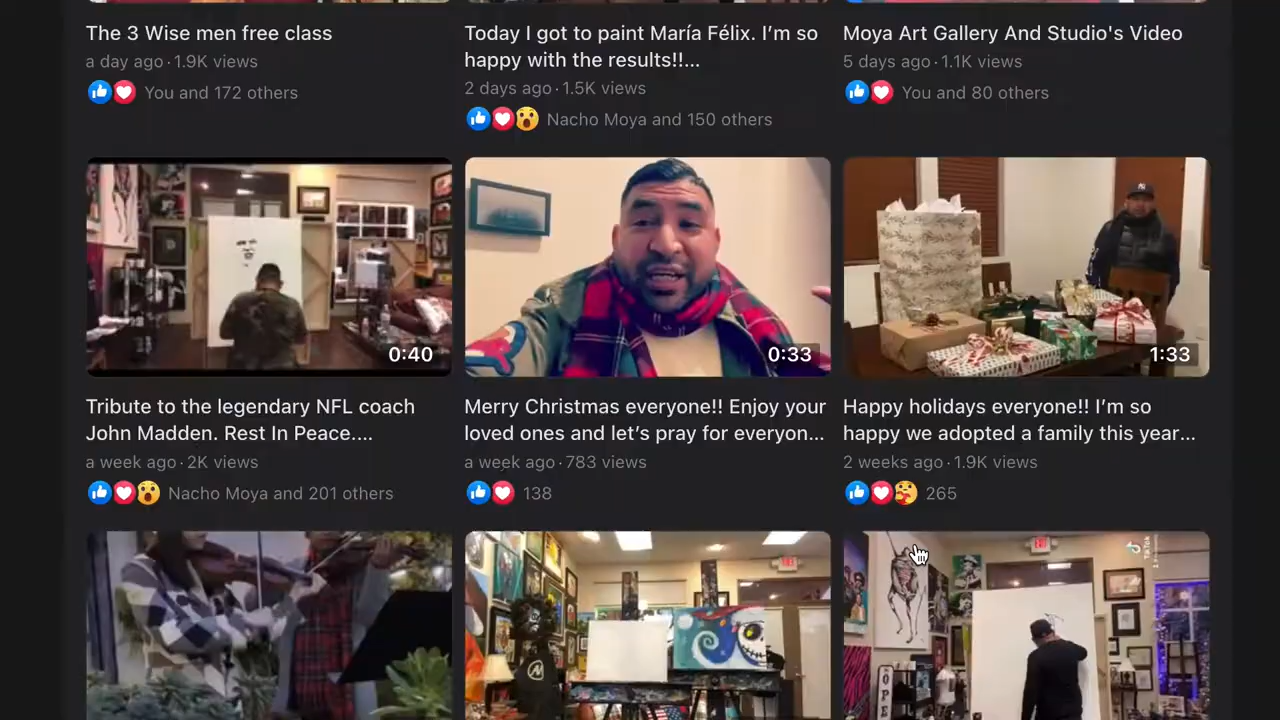 The 3 Wise men free class
a day ago · 1.9K views
You and 172 others
Today I got to paint María Félix. I’m so
happy with the results!!...
2 days ago · 1.5K views
Nacho Moya and 150 others
Moya Art Gallery And Studio's Video
5 days ago · 1.1K views
You and 80 others
0:40
Tribute to the legendary NFL coach
John Madden. Rest In Peace....
a week ago · 2K views
Nacho Moya and 201 others
0:33
Merry Christmas everyone!! Enjoy your
loved ones and let’s pray for everyon...
a week ago · 783 views
138
1:33
Happy holidays everyone!! I’m so
happy we adopted a family this year...
2 weeks ago · 1.9K views
265
EXIT
EXIT